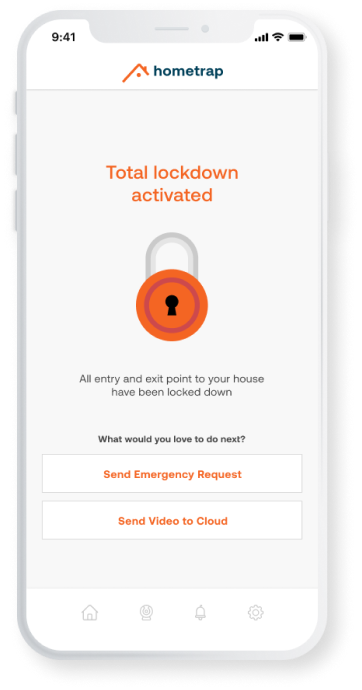 9:41
hometrap
Total lockdown
activated
All entry and exit point to your house
have been locked down
What would you love to do next?
Send Emergency Request
Send Video to Cloud